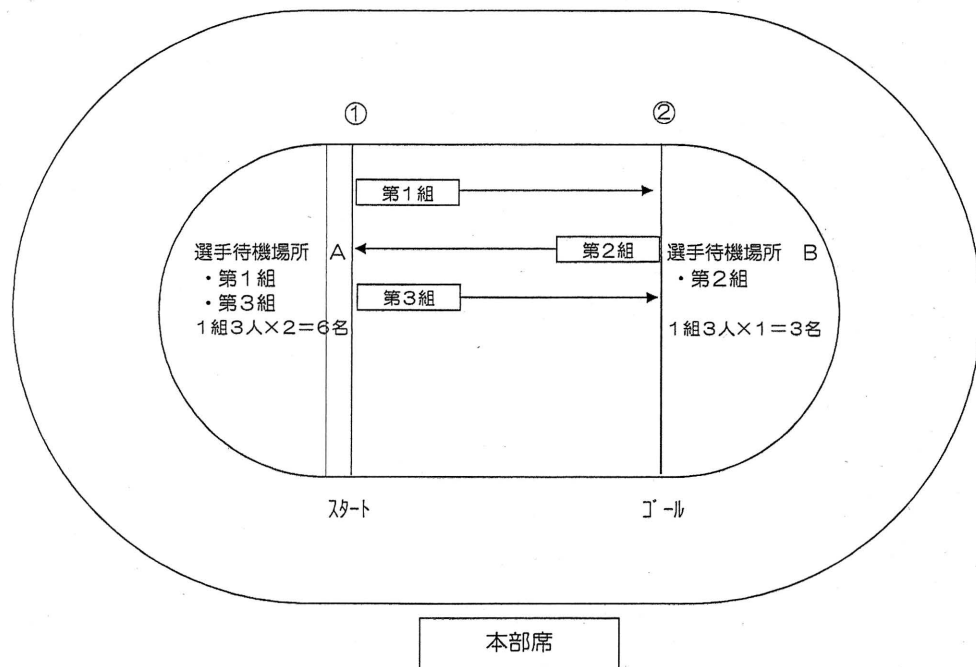 ① ②
第1組
選手待機場所 A 第2組 選手待機場所 B
・第1組 ・第2組
・第3組 第3組
1組3人×2=6名 1組3人×1=3名
スタート ゴール
本部席